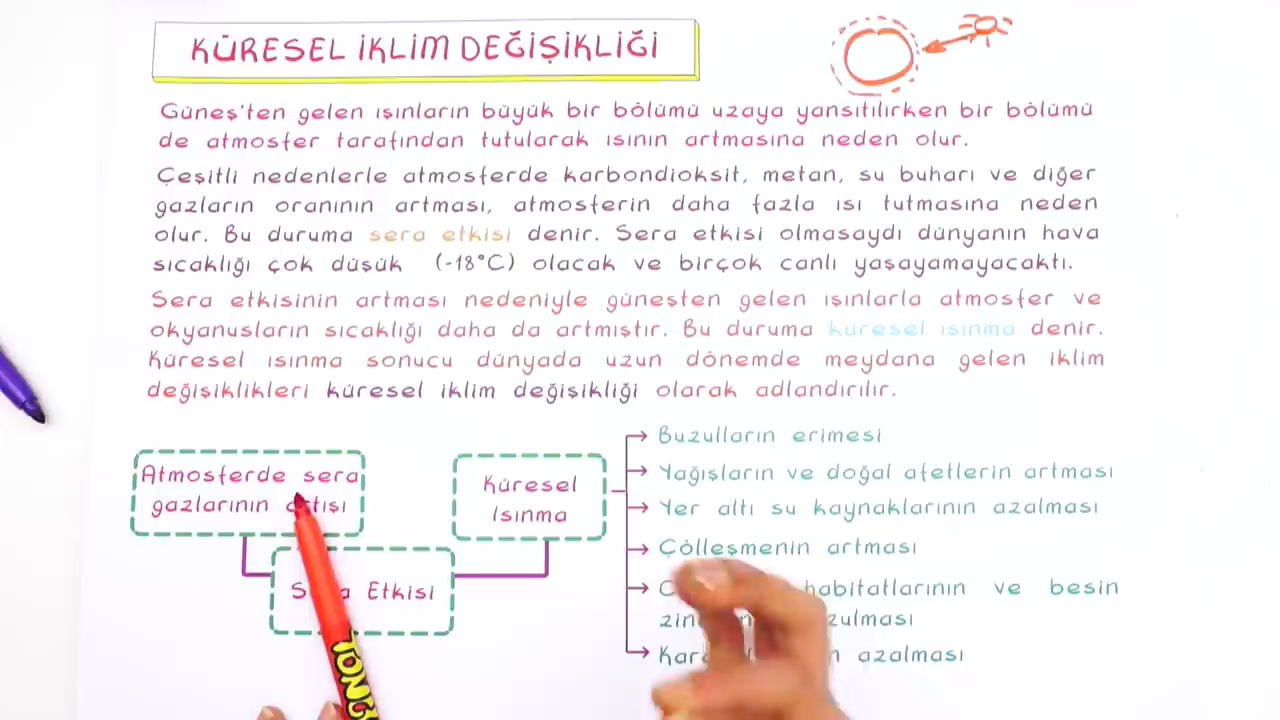 KÜRESEL İKLİM DEĞİŞİKLİĞİ
Güneş'ten gelen ışınların büyük bir bölümü uzaya yansıtılırken bir bölümü
de atmosfer tarafından tutularak ısının artmasına neden olur.
Çeşitli nedenlerle atmosferde karbondioksit, metan, su buharı ve diğer
gazların oranının artması, atmosferin daha fazla ısı tutmasına neden
olur. Bu duruma sera etkisi denir. Sera etkisi olmasaydı dünyanın hava
sıcaklığı çok düşük (-18°C) olacak ve birçok canlı yaşayamayacaktı.
Sera etkisinin artması nedeniyle güneşten gelen ışınlarla atmosfer ve
okyanusların sıcaklığı daha da artmıştır. Bu duruma küresel ısınma denir.
Küresel ısınma sonucu dünyada uzun dönemde meydana gelen iklim
değişiklikleri küresel iklim değişikliği olarak adlandırılır.
Atmosferde sera
gazlarının artışı
Sera Etkisi
Küresel
Isınma
Buzulların erimesi
Yağışların ve doğal afetlerin artması
Yer altı su kaynaklarının azalması
Çölleşmenin artması
habitatlarının ve besin
azalması
TONG